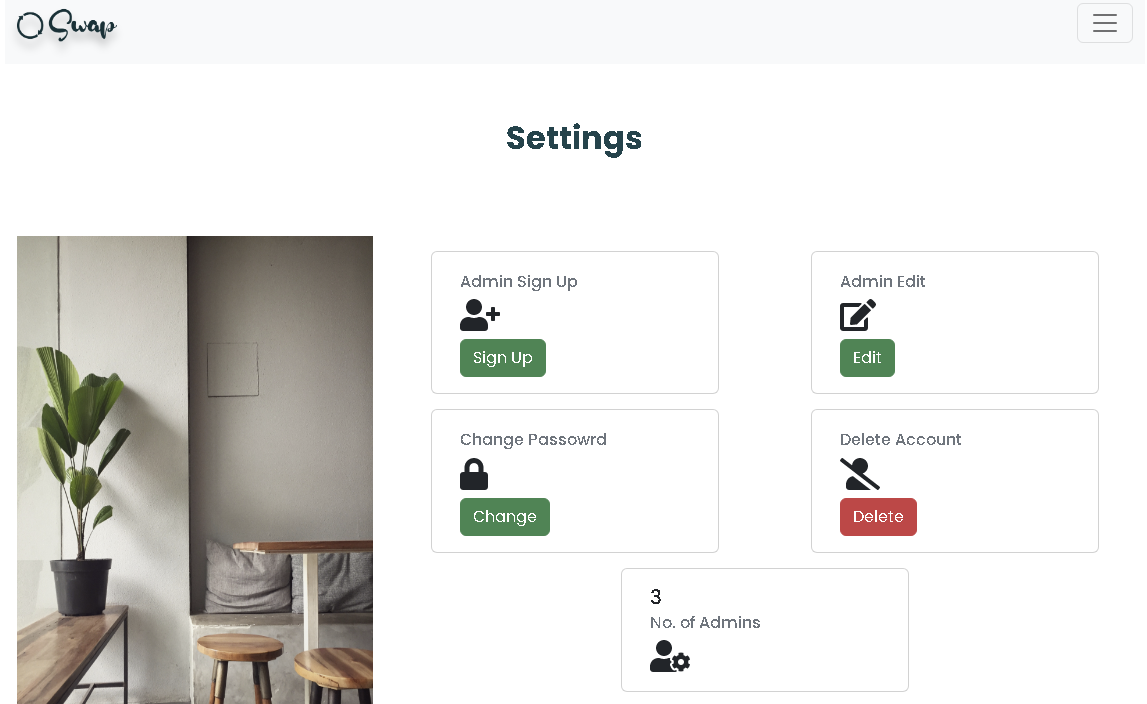 Swap
Settings
Admin Sign Up
Sign Up
Admin Edit
Edit
Change Passowrd
Change
Delete Account
Delete
3
No. of Admins